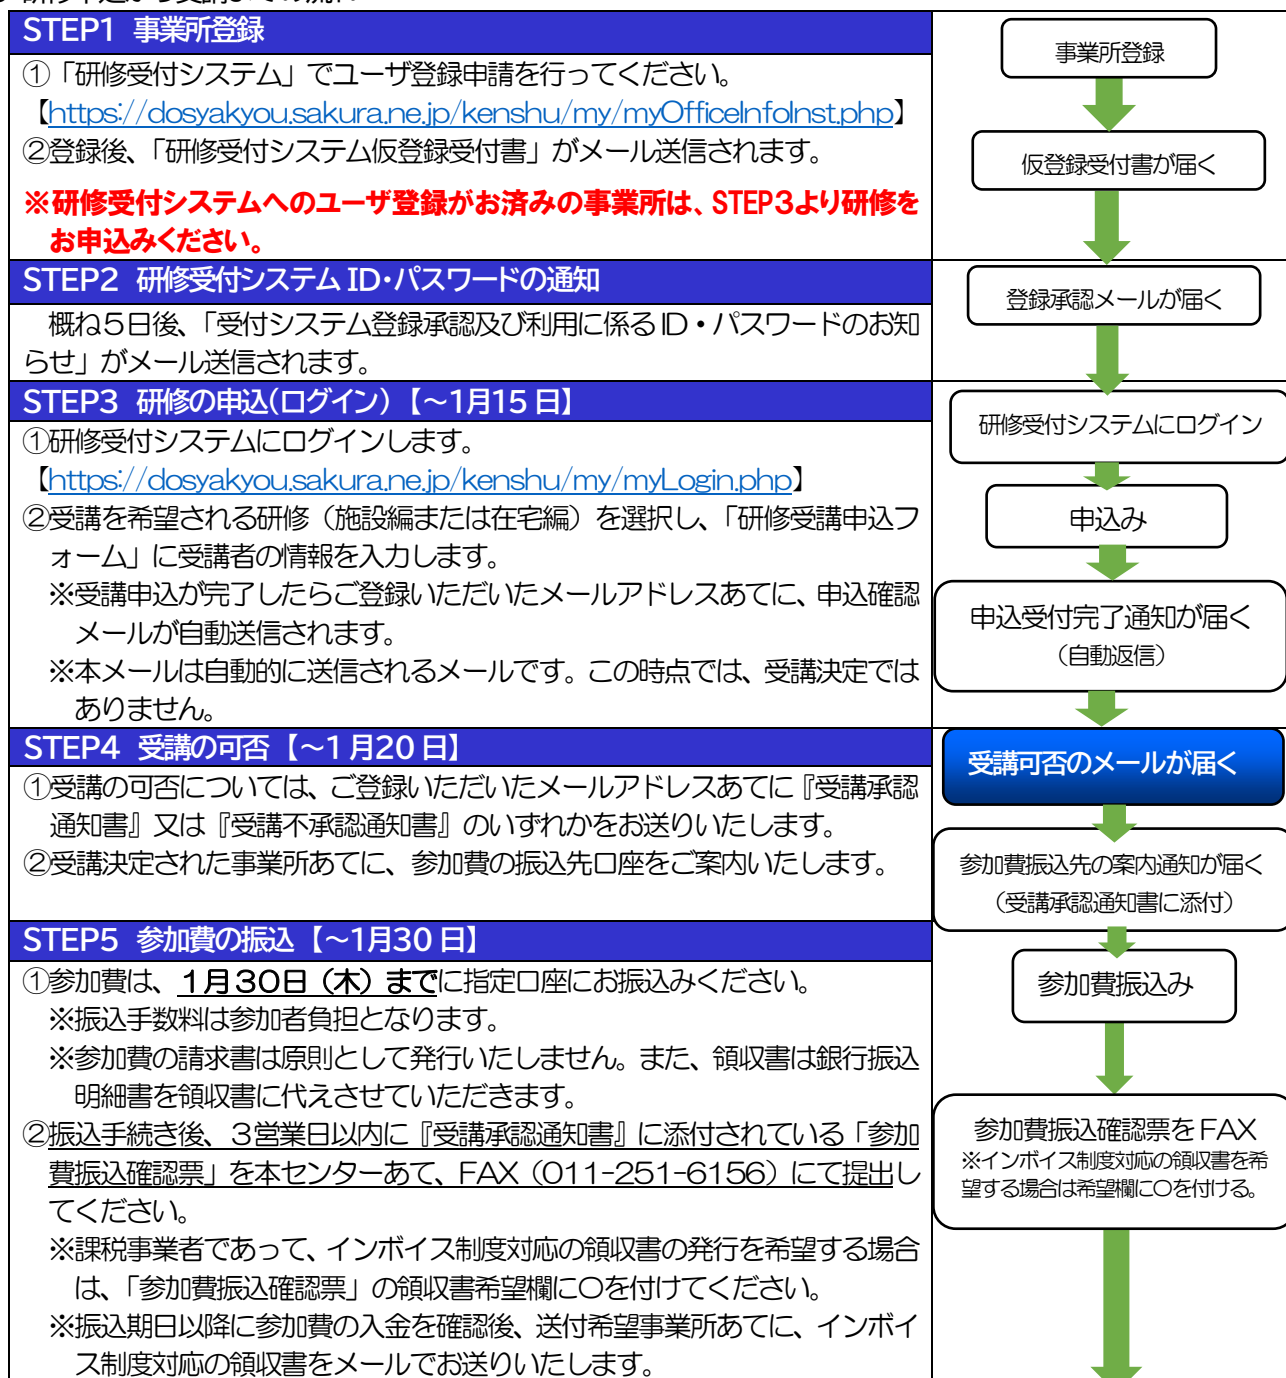 STEP1 事業所登録
①「研修受付システム」でユーザ登録申請を行ってください。
【https://dosyakyou.sakura.ne.jp/kenshu/my/myOfficeInfoInst.php】
②登録後、「研修受付システム仮登録受付書」がメール送信されます。
※研修受付システムへのユーザ登録がお済みの事業所は、STEP3より研修を
お申込みください。
事業所登録
仮登録受付書が届く
STEP2 研修受付システム ID・パスワードの通知
概ね5日後、「受付システム登録承認及び利用に係るID・パスワードのお知
らせ」がメール送信されます。
登録承認メールが届く
STEP3 研修の申込(ログイン)【~1月15日】
①研修受付システムにログインします。
【https://dosyakyou.sakura.ne.jp/kenshu/my/myLogin.php】
②受講を希望される研修(施設編または在宅編)を選択し、「研修受講申込フ
ォーム」に受講者の情報を入力します。
※受講申込が完了したらご登録いただいたメールアドレスあてに、申込確認
メールが自動送信されます。
※本メールは自動的に送信されるメールです。この時点では、受講決定では
ありません。
研修受付システムにログイン
申込み
申込受付完了通知が届く
(自動返信)
STEP4 受講の可否【~1月20日】
①受講の可否については、ご登録いただいたメールアドレスあてに『受講承認
通知書』又は『受講不承認通知書』のいずれかをお送りいたします。
②受講決定された事業所あてに、参加費の振込先口座をご案内いたします。
受講可否のメールが届く
参加費振込先の案内通知が届く
(受講承認通知書に添付)
STEP5 参加費の振込【~1月30日】
①参加費は、1月30日(木)までに指定口座にお振込みください。
※振込手数料は参加者負担となります。
※参加費の請求書は原則として発行いたしません。また、領収書は銀行振込
明細書を領収書に代えさせていただきます。
②振込手続き後、3営業日以内に『受講承認通知書』に添付されている「参加
費振込確認票」を本センターあて、FAX(011-251-6156)にて提出し
てください。
※課税事業者であって、インボイス制度対応の領収書の発行を希望する場合
は、「参加費振込確認票」の領収書希望欄に○を付けてください。
※振込期日以降に参加費の入金を確認後、送付希望事業所あてに、インボイ
ス制度対応の領収書をメールでお送りいたします。
参加費振込み
参加費振込確認票をFAX
※インボイス制度対応の領収書を希
望する場合は希望欄に○を付ける。